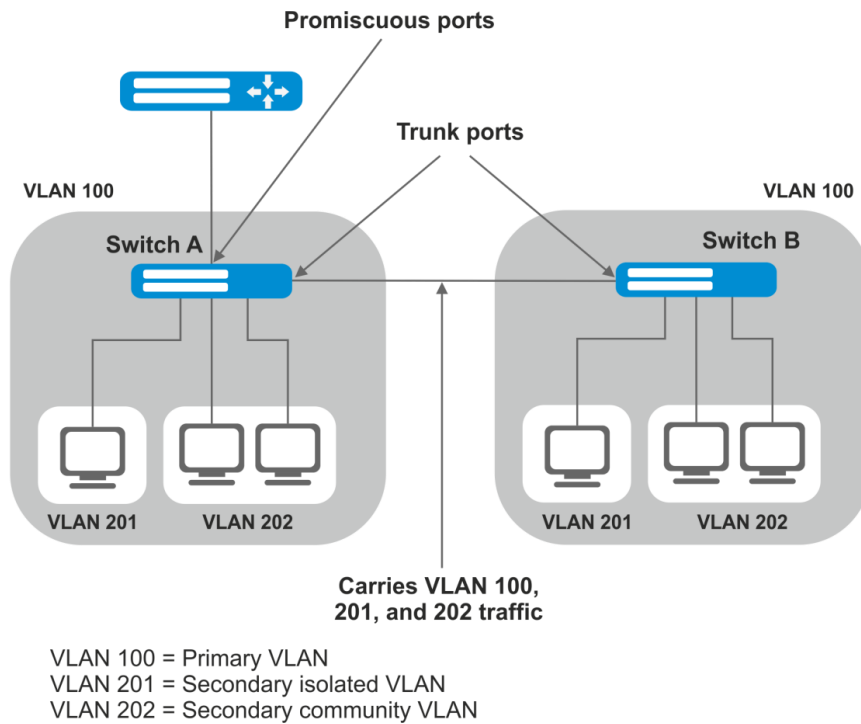 Promiscuous ports
Trunk ports
VLAN 100
VLAN 100
Switch A
Switch B
VLAN 201
VLAN 202
VLAN 201
VLAN 202
Carries VLAN 100,
201, and 202 traffic
VLAN 100 = Primary VLAN
VLAN 201 = Secondary isolated VLAN
VLAN 202 = Secondary community VLAN